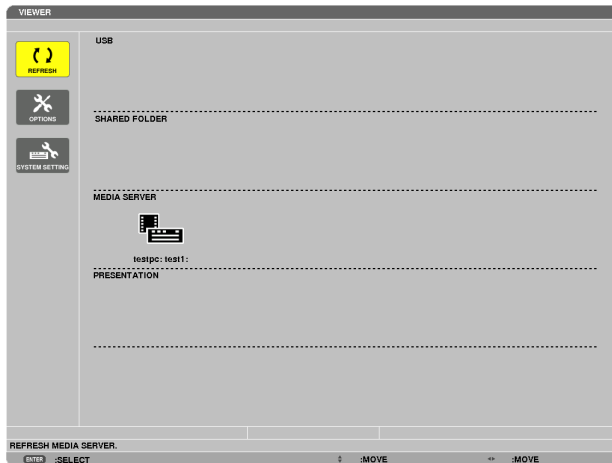 VIEWER
USB
REFRESH
OPTIONS
SHARED FOLDER
SYSTEM SETTING
MEDIA SERVER
testpc: test1:
PRESENTATION
REFRESH MEDIA SERVER.
ENTER :SELECT :MOVE :MOVE